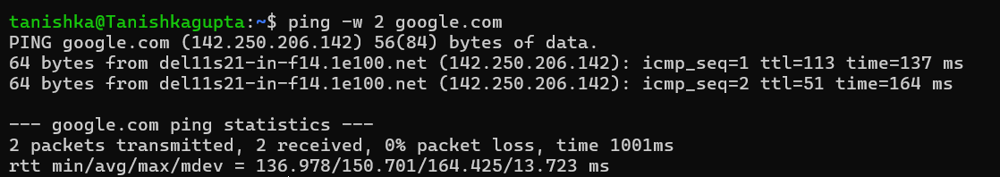 tanishka@Tanishkagupta:~$ ping -w 2 google.com
PING google.com (142.250.206.142) 56(84) bytes of data.
64 bytes from del11s21-in-f14.1e100.net (142.250.206.142): icmp_seq=1 ttl=113 time=137 ms
64 bytes from del11s21-in-f14.1e100.net (142.250.206.142): icmp_seq=2 ttl=51 time=164 ms
--- google.com ping statistics ---
2 packets transmitted, 2 received, 0% packet loss, time 1001ms
rtt min/avg/max/mdev = 136.978/150.701/164.425/13.723 ms